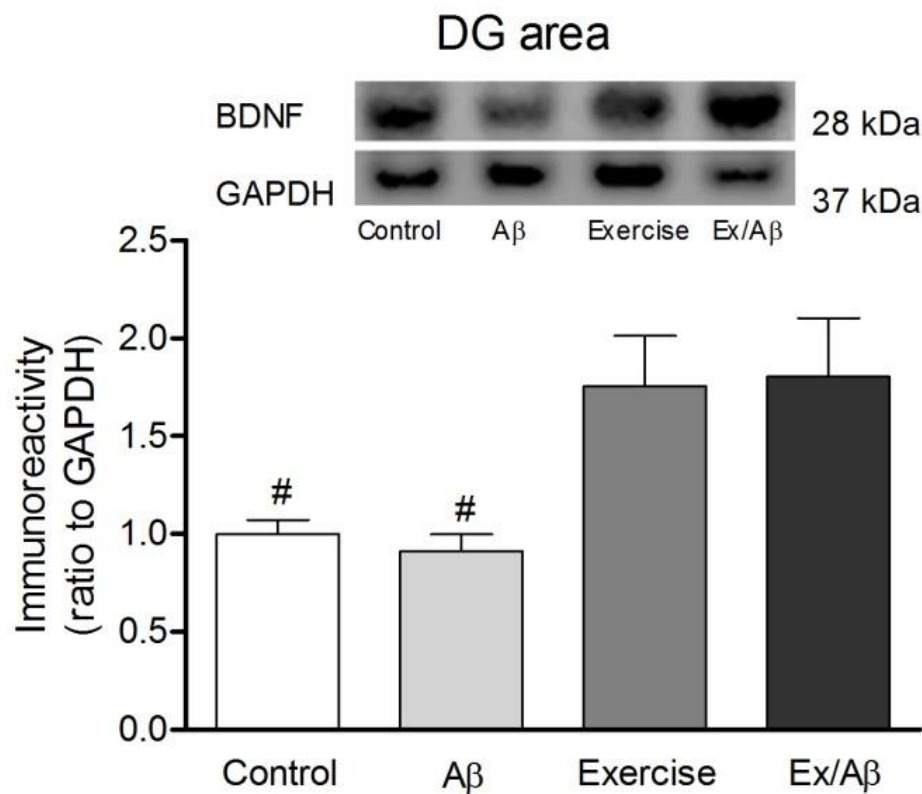 DG area
BDNF 28 kDa
GAPDH 37 kDa
Control Aβ Exercise Ex/Aβ
Immunoreactivity
(ratio to GAPDH)
2.5
2.0
1.5
1.0
0.5
0.0
# #
Control Aβ Exercise Ex/Aβ